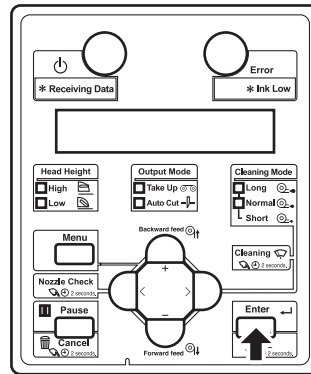 Error
* Receiving Data
* Ink Low
Head Height
High
Low
Output Mode
Take Up
Auto Cut
Cleaning Mode
Long
Normal
Short
Menu
Backward feed
Cleaning
2 seconds
Nozzle Check
2 seconds
+
< >
−
Pause
Cancel
2 seconds
Forward feed
Enter
2 seconds